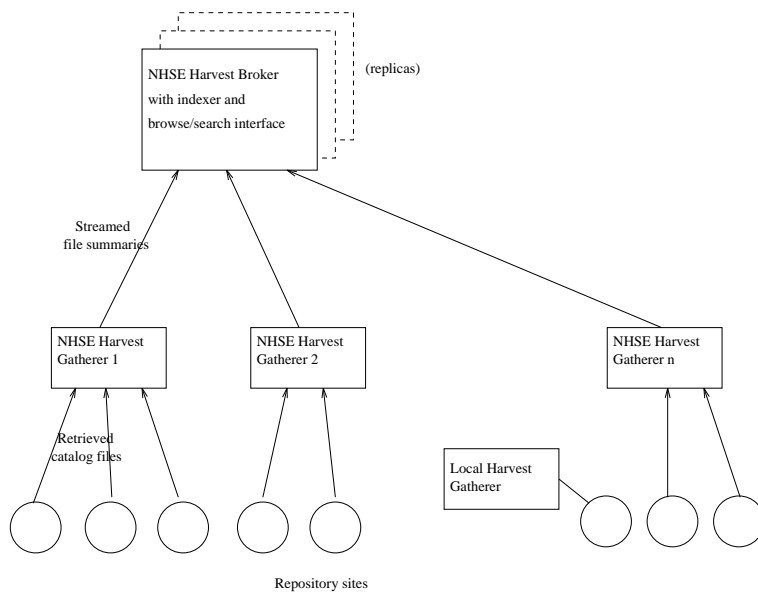 NHSE Harvest Broker
with indexer and
browse/search interface
(replicas)
Streamed
file summaries
NHSE Harvest
Gatherer 1
NHSE Harvest
Gatherer 2
NHSE Harvest
Gatherer n
Retrieved
catalog files
Local Harvest
Gatherer
Repository sites